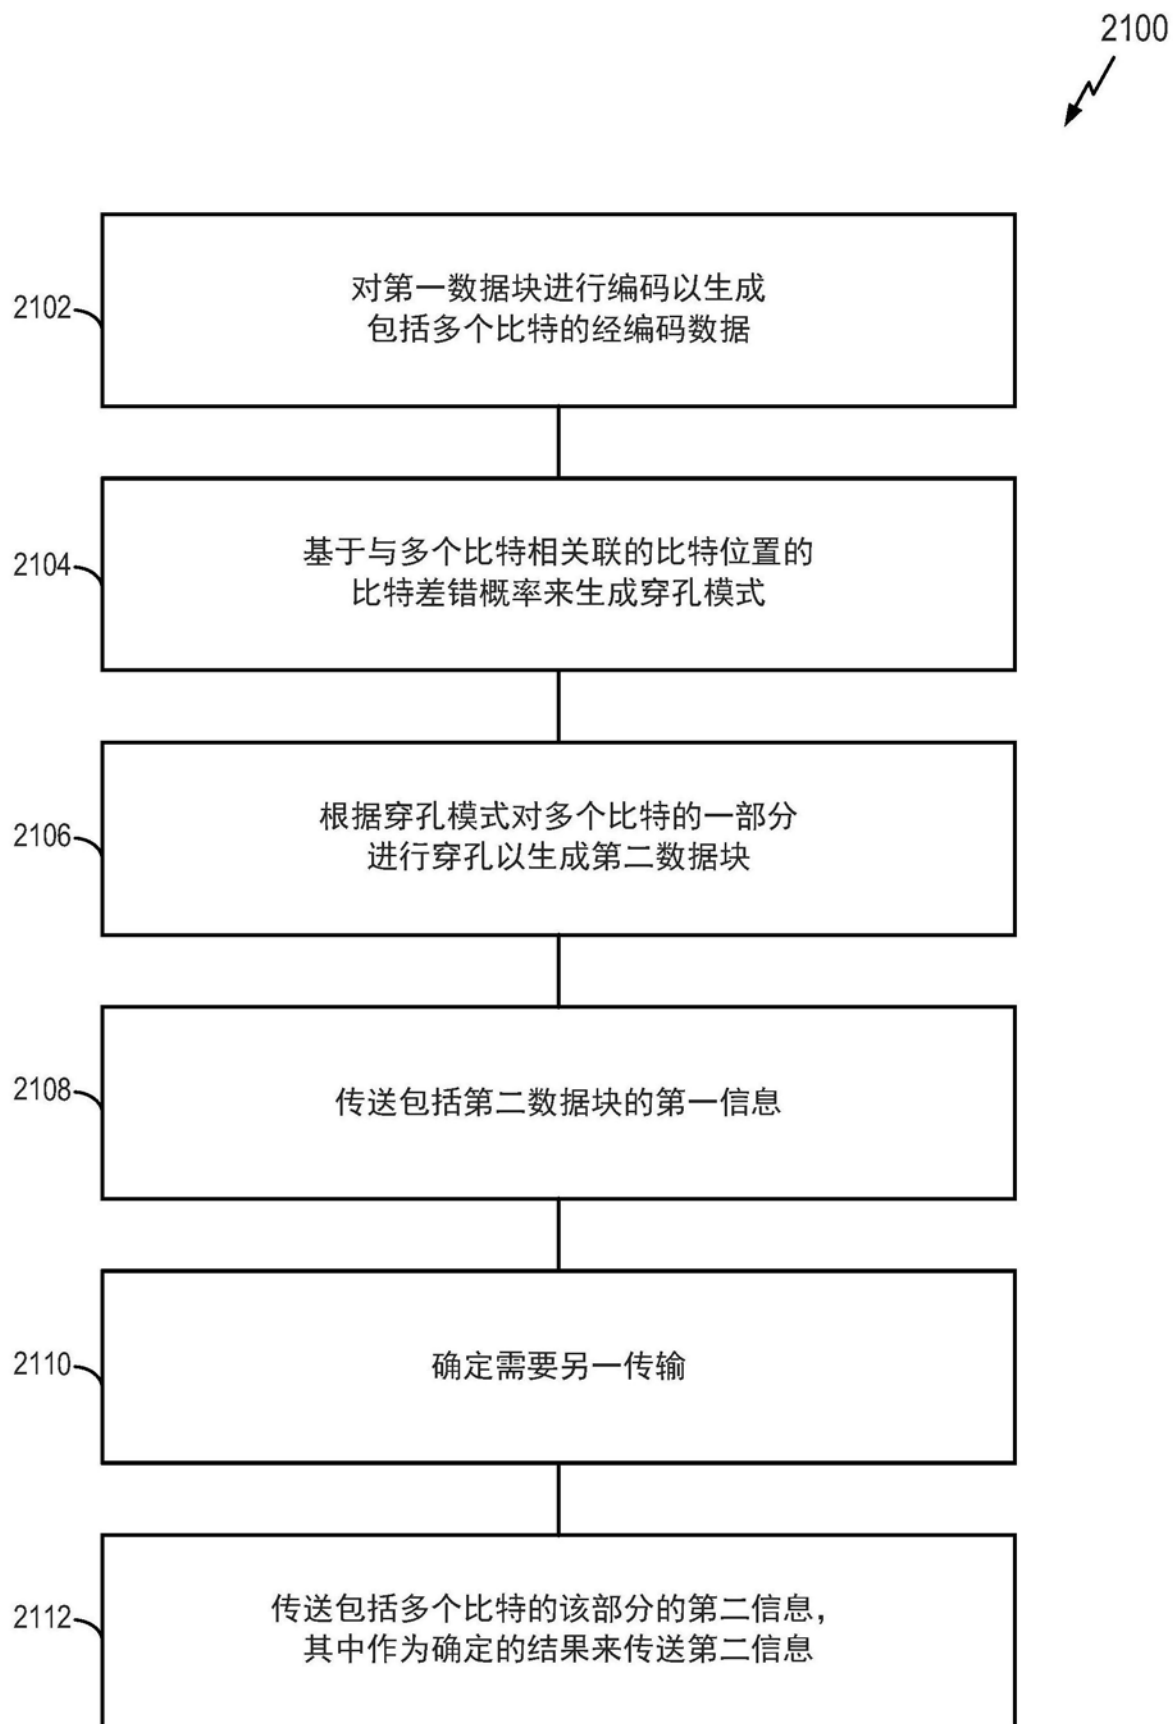 2100
2102
对第一数据块进行编码以生成
包括多个比特的经编码数据
2104
基于与多个比特相关联的比特位置的
比特差错概率来生成穿孔模式
2106
根据穿孔模式对多个比特的一部分
进行穿孔以生成第二数据块
2108
传送包括第二数据块的第一信息
2110
确定需要另一传输
2112
传送包括多个比特的该部分的第二信息，
其中作为确定的结果来传送第二信息